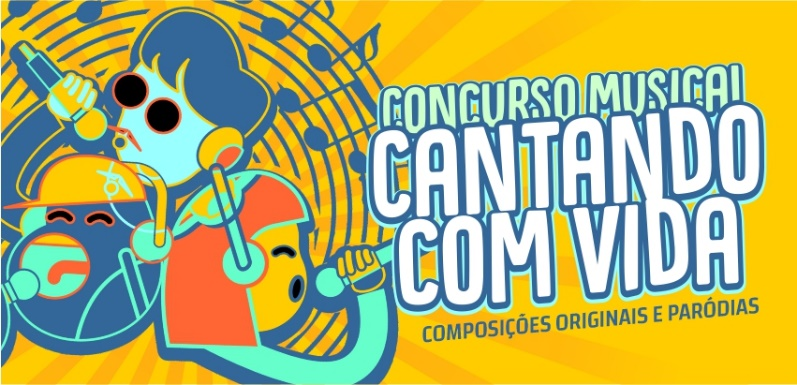 CONCURSO MUSICAL
CANTANDO
COM VIDA
COMPOSIÇÕES ORIGINAIS E PARÓDIAS